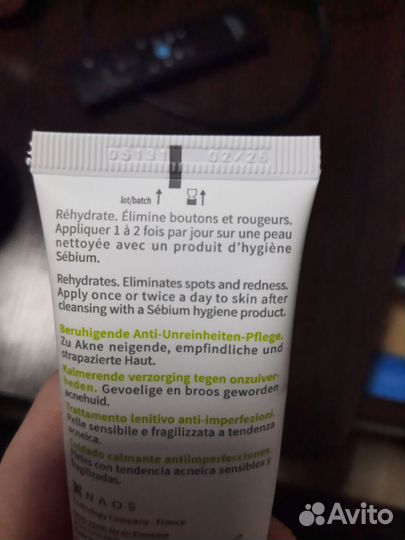 05131 02/26
lot/batch
Réhydrate. Élimine boutons et rougeurs.
Appliquer 1 à 2 fois par jour sur une peau
nettoyée avec un produit d'hygiène
Sébium.
Rehydrates. Eliminates spots and redness.
Apply once or twice a day to skin after
cleansing with a Sébium hygiene product.
Beruhigende Anti-Unreinheiten-Pflege.
Zu Akne neigende, empfindliche und
strapazierte Haut.
Kalmerende verzorging tegen onzuiver-
heden. Gevoelige en broos geworden
acnehuid.
Trattamento lenitivo anti-imperfezioni.
Pelle sensibile e fragilizzata a tendenza
acneica.
Cuidado calmante antiimperfecciones.
Pieles con tendencia acneica sensibles y
fragilizadas.
NAOS
Company - France
Avito